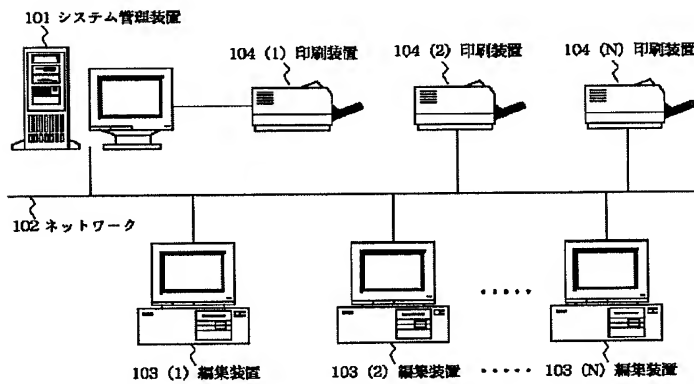 101 システム管理装置
104 (1) 印刷装置
104 (2) 印刷装置
104 (N) 印刷装置
102 ネットワーク
103 (1) 編集装置
103 (2) 編集装置
103 (N) 編集装置